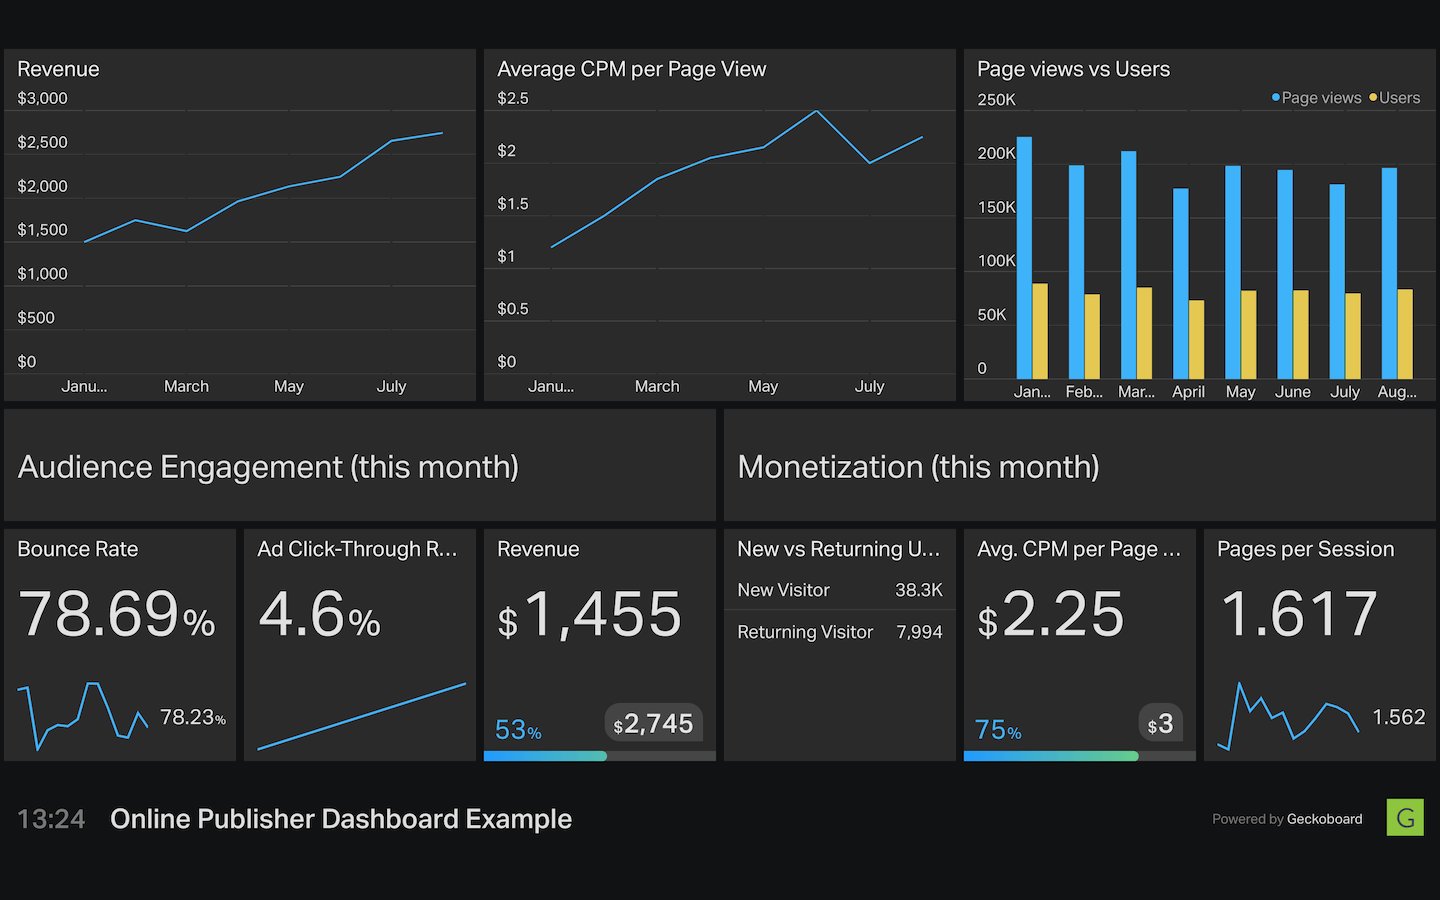 Revenue
$3,000
$2,500
$2,000
$1,500
$1,000
$500
$0
Janu...
March
May
July
Average CPM per Page View
$2.5
$2
$1.5
$1
$0.5
$0
Janu...
March
May
July
Page views vs Users
Page views Users
250K
200K
150K
100K
50K
0
Jan...
Feb...
Mar...
April
May
June
July
Aug...
Audience Engagement (this month)
Monetization (this month)
Bounce Rate
78.69%
78.23%
Ad Click-Through R...
4.6%
Revenue
$1,455
53%
$2,745
New vs Returning U...
New Visitor 38.3K
Returning Visitor 7,994
Avg. CPM per Page ...
$2.25
75%
$3
Pages per Session
1.617
1.562
13:24 Online Publisher Dashboard Example
Powered by Geckoboard
G